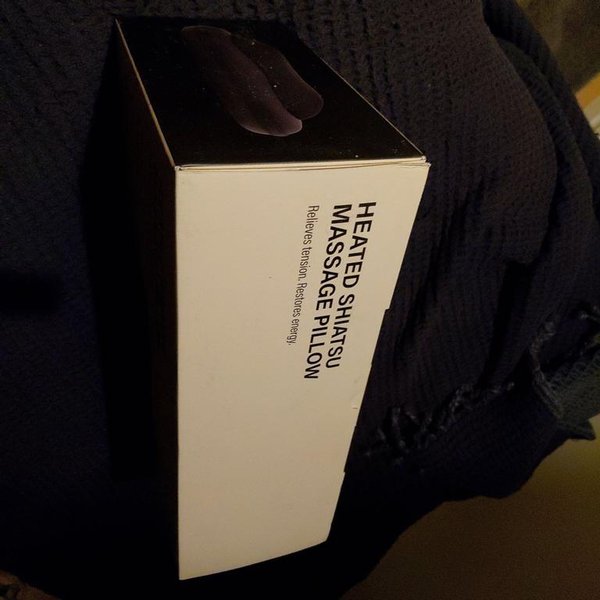 HEATED SHIATSU
MASSAGE PILLOW
Relieves tension. Restores energy.